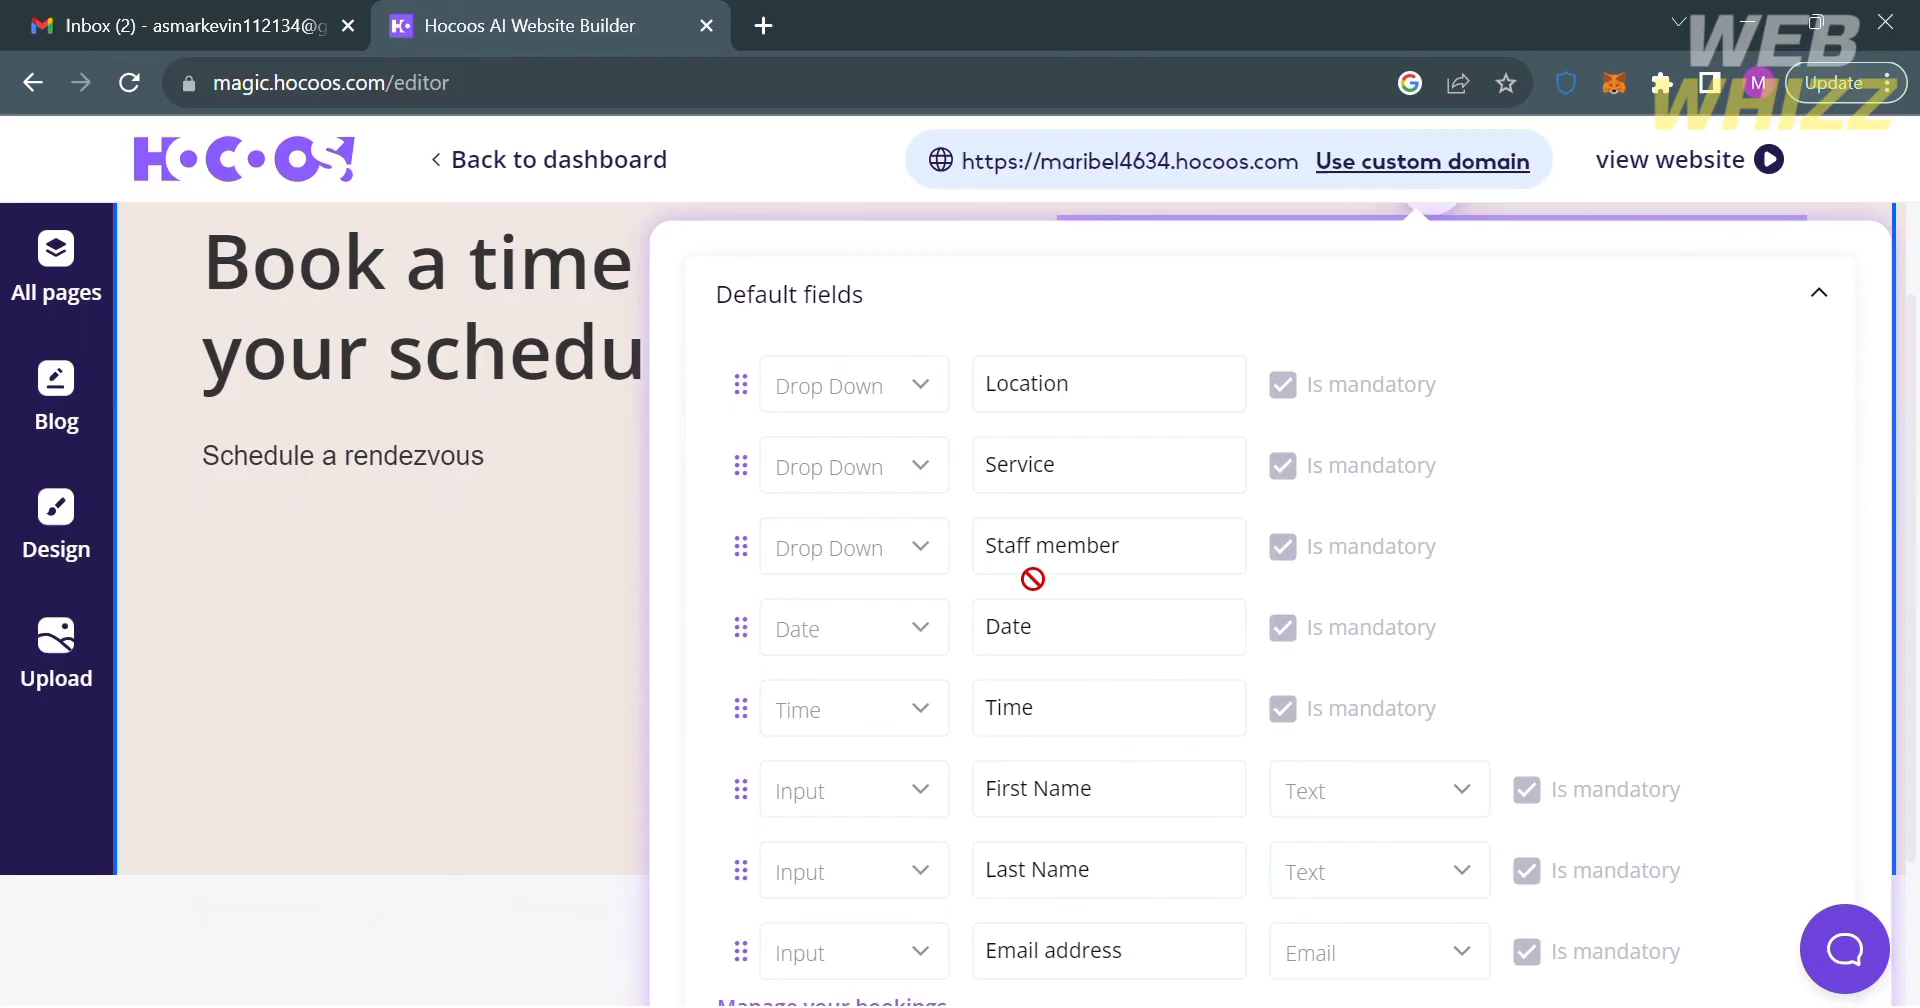 Inbox (2) - asmarkevin112134@g
Hocoos AI Website Builder
WEB
WHIZZ
magic.hocoos.com/editor
M
Update
HOCOOS
Back to dashboard
https://maribel4634.hocoos.com Use custom domain
view website
All pages
Blog
Design
Upload
Book a time
your schedu
Schedule a rendezvous
Default fields
Drop Down Location Is mandatory
Drop Down Service Is mandatory
Drop Down Staff member Is mandatory
Date Date Is mandatory
Time Time Is mandatory
Input First Name Text Is mandatory
Input Last Name Text Is mandatory
Input Email address Email Is mandatory
Manage your bookings